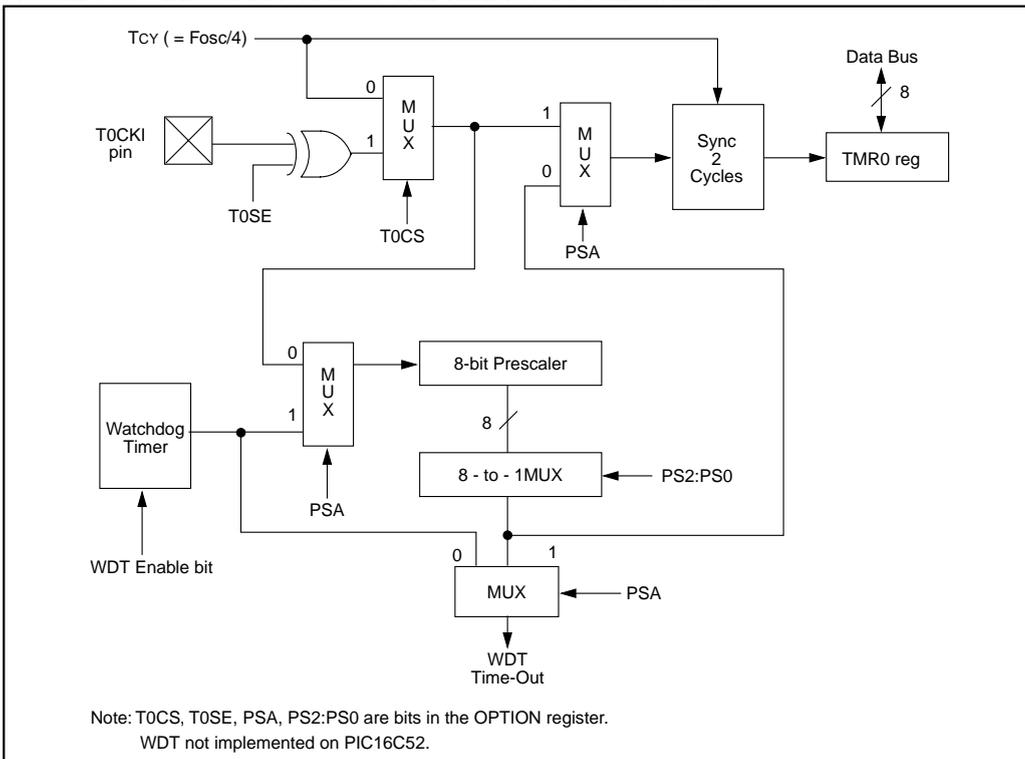 TCY ( = Fosc/4)
Data Bus
8
0
M
U
X
1
T0CKI
pin
T0SE
T0CS
1
M
U
X
0
PSA
Sync
2
Cycles
TMR0 reg
0
M
U
X
1
PSA
8-bit Prescaler
8
8 - to - 1MUX
PS2:PS0
Watchdog
Timer
WDT Enable bit
0
1
MUX
PSA
WDT
Time-Out
Note: T0CS, T0SE, PSA, PS2:PS0 are bits in the OPTION register.
WDT not implemented on PIC16C52.